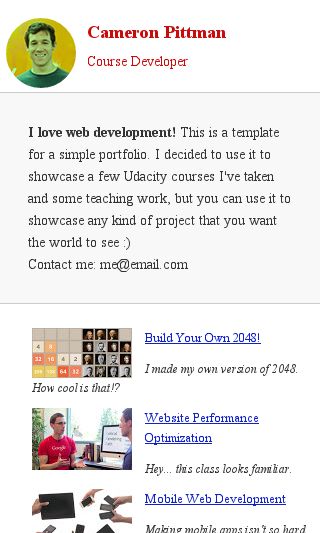 Cameron Pittman
Course Developer
I love web development! This is a template
for a simple portfolio. I decided to use it to
showcase a few Udacity courses I've taken
and some teaching work, but you can use it to
showcase any kind of project that you want
the world to see :)
Contact me: me@email.com
Build Your Own 2048!
I made my own version of 2048.
How cool is that!?
Website Performance
Optimization
Hey... this class looks familiar.
Mobile Web Development
Making mobile apps isn't so hard